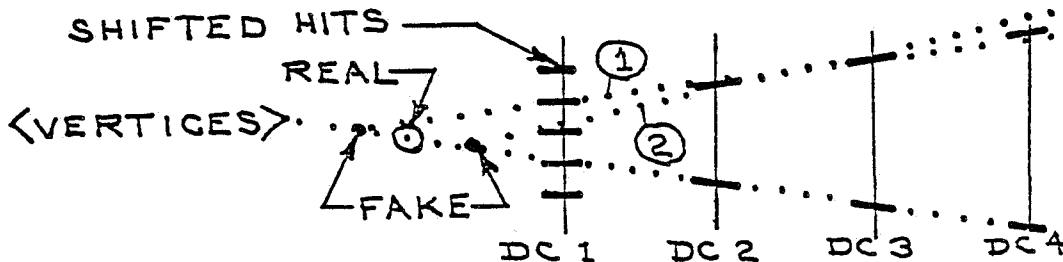 SHIFTED HITS
REAL
1
<VERTICES>
2
FAKE
DC 1 DC 2 DC 3 DC 4